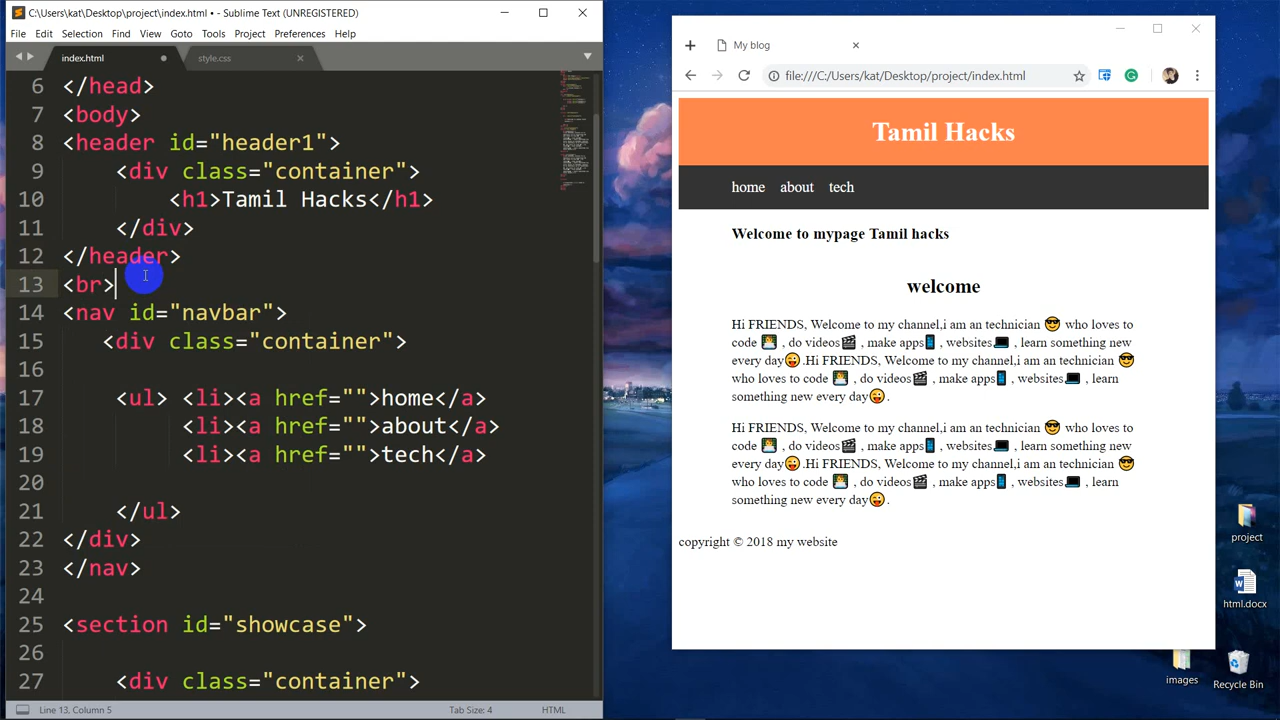 C:\Users\kat\Desktop\project\index.html • - Sublime Text (UNREGISTERED)
File Edit Selection Find View Goto Tools Project Preferences Help
index.html
style.css
6 </head>
7 <body>
8 <header id="header1">
9 <div class="container">
10 <h1>Tamil Hacks</h1>
11 </div>
12 </header>
13 <br>
14 <nav id="navbar">
15 <div class="container">
16
17 <ul> <li><a href="">home</a>
18 <li><a href="">about</a>
19 <li><a href="">tech</a>
20
21 </ul>
22 </div>
23 </nav>
24
25 <section id="showcase">
26
27 <div class="container">
Line 13, Column 5
Tab Size: 4
HTML
My blog
file:///C:/Users/kat/Desktop/project/index.html
Tamil Hacks
home about tech
Welcome to mypage Tamil hacks
welcome
Hi FRIENDS, Welcome to my channel,i am an technician 😎 who loves to
code 👨‍💻 , do videos🎬 , make apps📱 , websites💻 , learn something new
every day😜.Hi FRIENDS, Welcome to my channel,i am an technician 😎
who loves to code 👨‍💻 , do videos🎬 , make apps📱 , websites💻 , learn
something new every day😜.
Hi FRIENDS, Welcome to my channel,i am an technician 😎 who loves to
code 👨‍💻 , do videos🎬 , make apps📱 , websites💻 , learn something new
every day😜.Hi FRIENDS, Welcome to my channel,i am an technician 😎
who loves to code 👨‍💻 , do videos🎬 , make apps📱 , websites💻 , learn
something new every day😜.
copyright © 2018 my website
project
html.docx
images
Recycle Bin